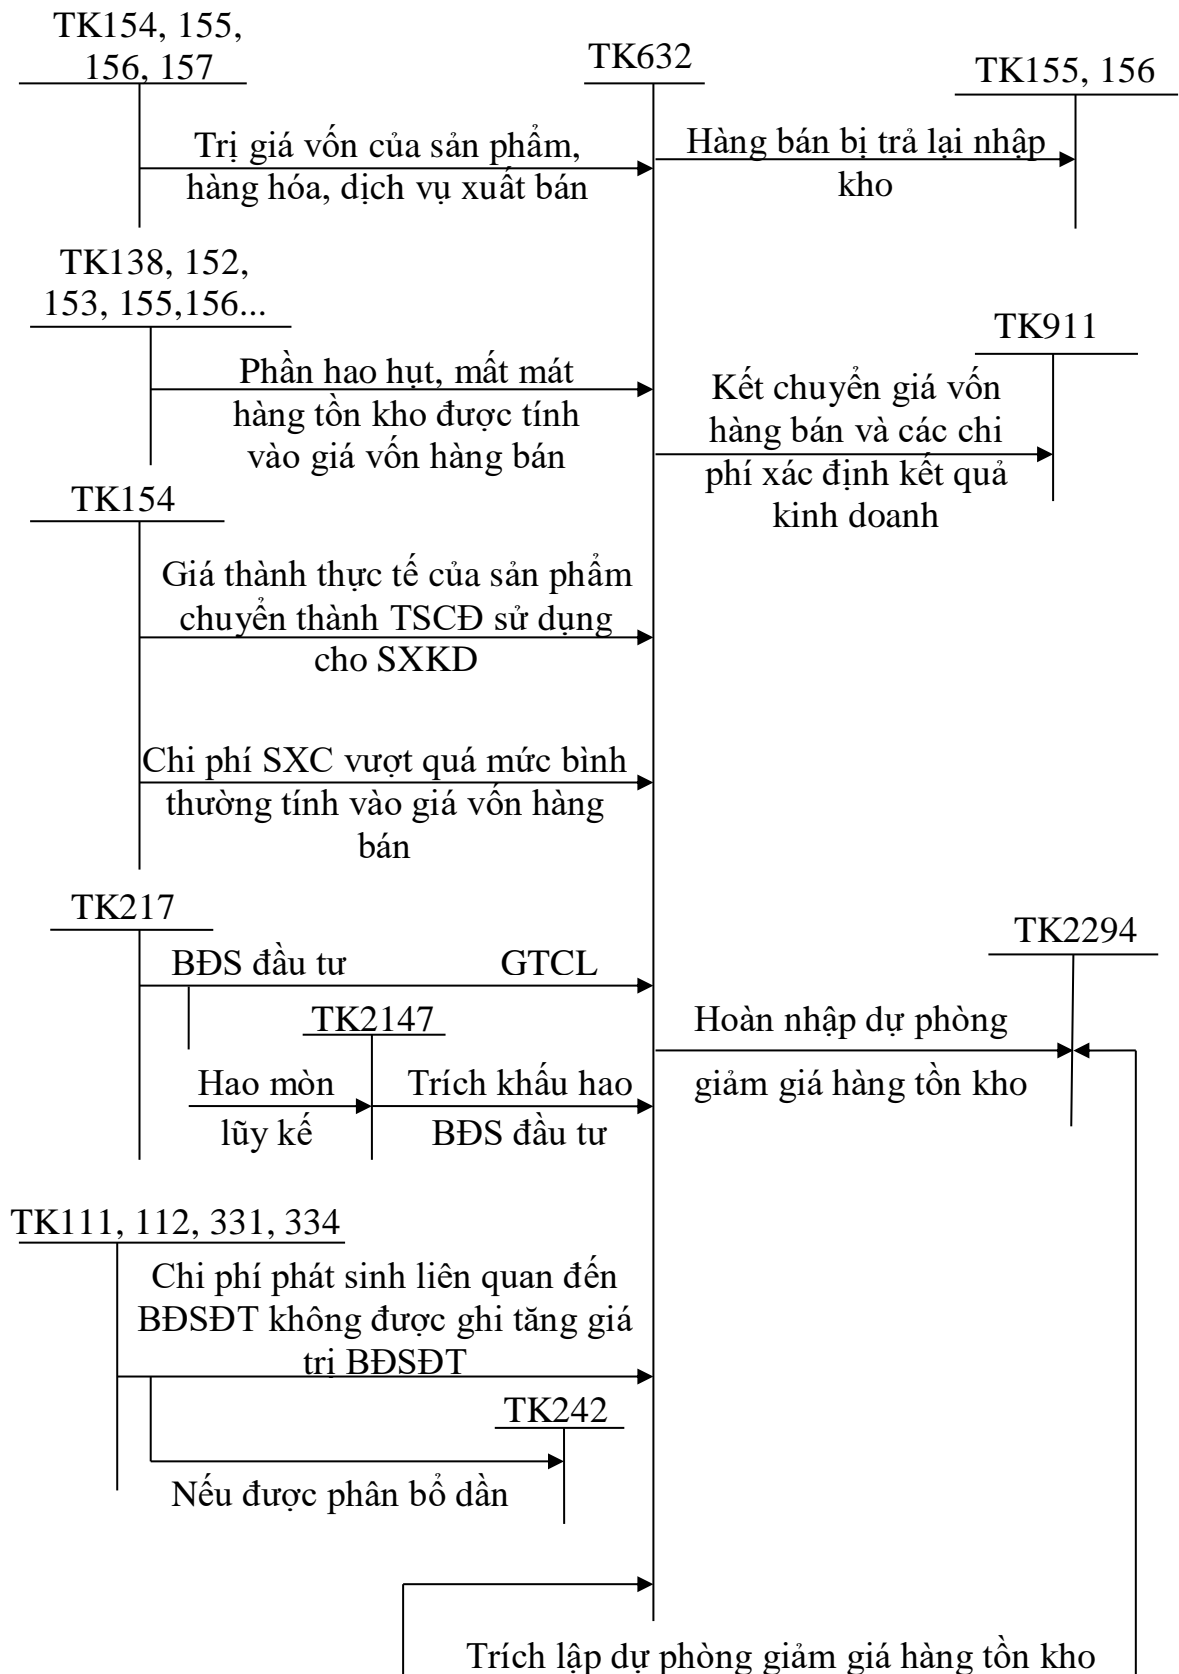 TK154, 155,
156, 157
TK632
TK155, 156
Trị giá vốn của sản phẩm,
hàng hóa, dịch vụ xuất bán
Hàng bán bị trả lại nhập
kho
TK138, 152,
153, 155,156...
TK911
Phần hao hụt, mất mát
hàng tồn kho được tính
vào giá vốn hàng bán
Kết chuyển giá vốn
hàng bán và các chi
phí xác định kết quả
kinh doanh
TK154
Giá thành thực tế của sản phẩm
chuyển thành TSCĐ sử dụng
cho SXKD
Chi phí SXC vượt quá mức bình
thường tính vào giá vốn hàng
bán
TK217
TK2294
BĐS đầu tư
GTCL
TK2147
Hoàn nhập dự phòng
giảm giá hàng tồn kho
Hao mòn
lũy kế
Trích khấu hao
BĐS đầu tư
TK111, 112, 331, 334
Chi phí phát sinh liên quan đến
BĐSĐT không được ghi tăng giá
trị BĐSĐT
TK242
Nếu được phân bổ dần
Trích lập dự phòng giảm giá hàng tồn kho